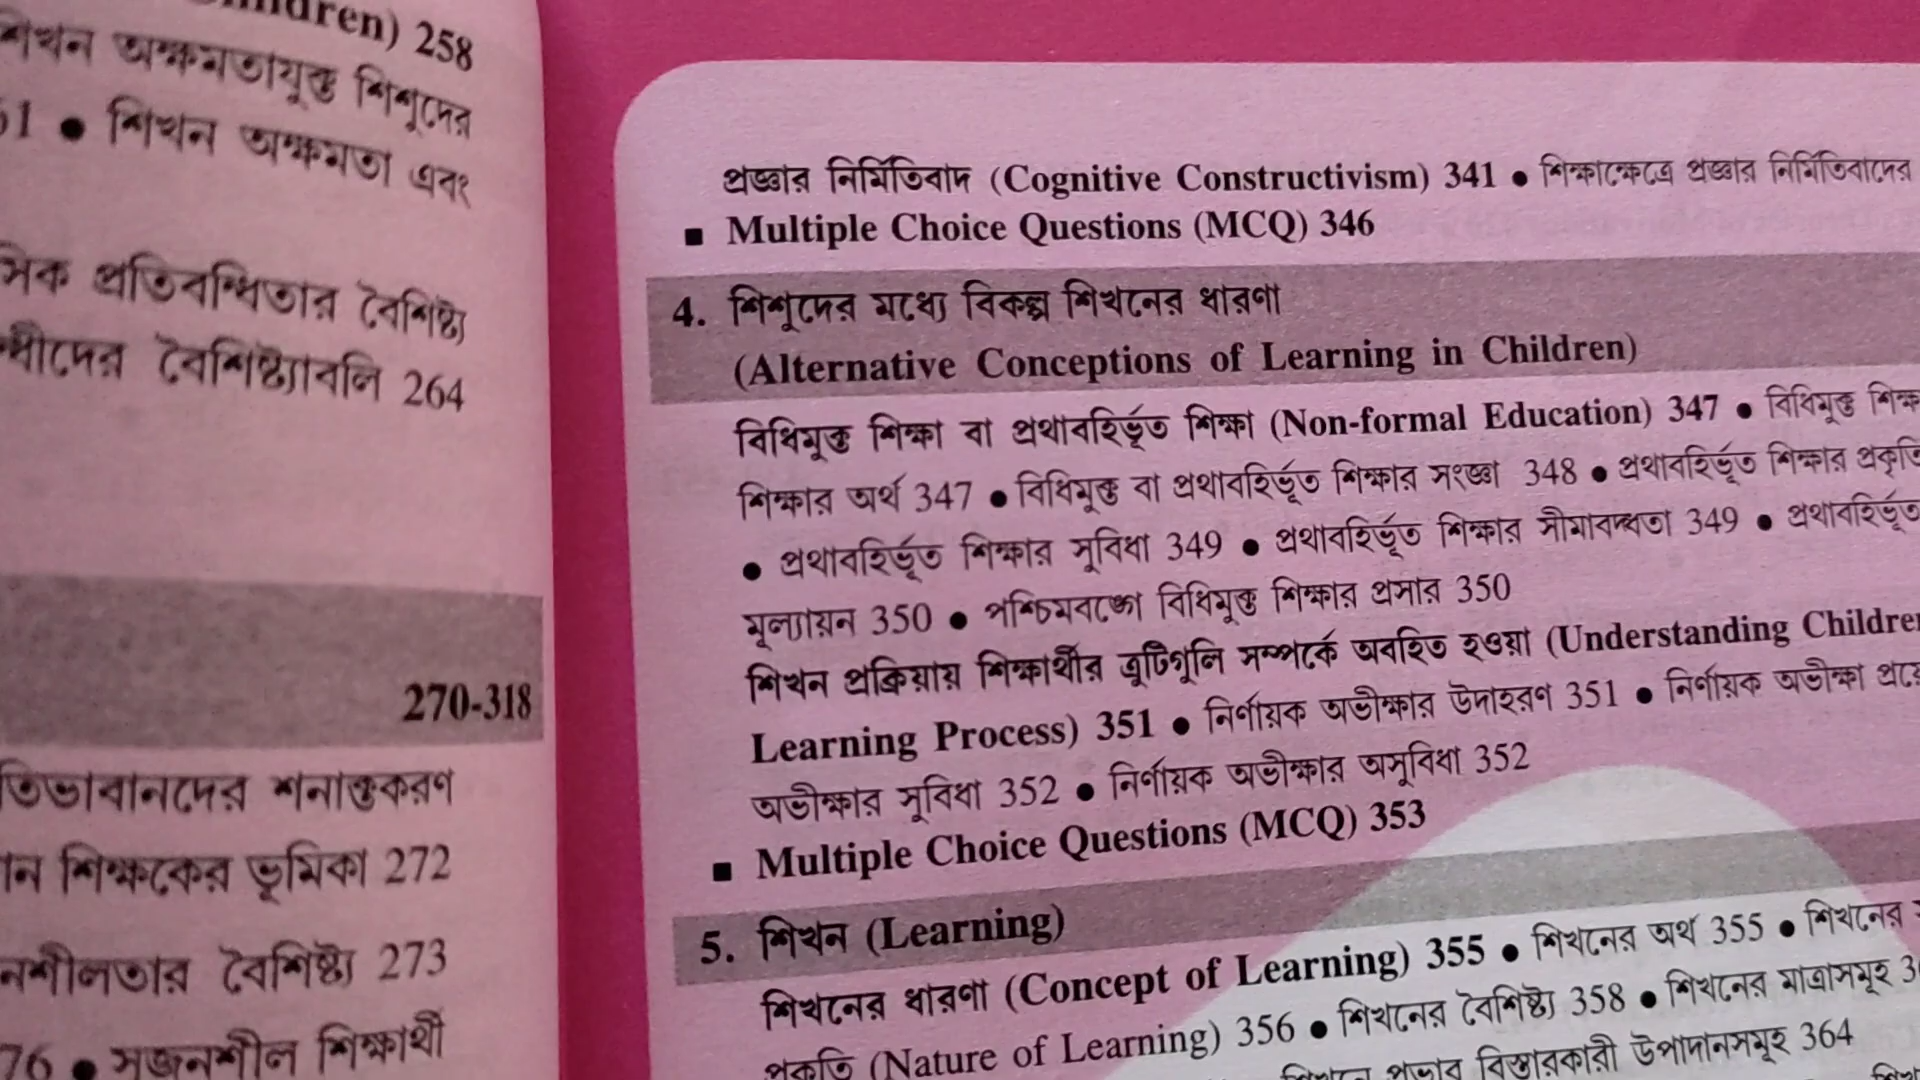 ldren) 258
শিখন অক্ষমতাযুক্ত শিশুদের
61 ● শিখন অক্ষমতা এবং
প্রতিবন্ধিতার বৈশিষ্ট্য
বৈশিষ্ট্যাবলি 264
270-318
শনাক্তকরণ
শিক্ষকের ভূমিকা 272
বৈশিষ্ট্য 273
76 ● সৃজনশীল শিক্ষার্থী
প্রজ্ঞার নির্মিতিবাদ (Cognitive Constructivism) 341 ● শিক্ষাক্ষেত্রে প্রজ্ঞার নির্মিতিবাদের
■ Multiple Choice Questions (MCQ) 346
4. শিশুদের মধ্যে বিকল্প শিখনের ধারণা
(Alternative Conceptions of Learning in Children)
বিধিমুক্ত শিক্ষা বা প্রথাবহির্ভূত শিক্ষা (Non-formal Education) 347 ● বিধিমুক্ত
শিক্ষার অর্থ 347 ● বিধিমুক্ত বা প্রথাবহির্ভূত শিক্ষার সংজ্ঞা 348 ● প্রথাবহির্ভূত শিক্ষার
● প্রথাবহির্ভূত শিক্ষার সুবিধা 349 ● প্রথাবহির্ভূত শিক্ষার সীমাবদ্ধতা 349 ● প্রথাবহির্ভূত
মূল্যায়ন 350 ● পশ্চিমবঙ্গে বিধিমুক্ত শিক্ষার প্রসার 350
শিখন প্রক্রিয়ায় শিক্ষার্থীর ত্রুটিগুলি সম্পর্কে অবহিত হওয়া (Understanding Children
Learning Process) 351 ● নির্ণায়ক অভীক্ষার উদাহরণ 351 ● নির্ণায়ক অভীক্ষা
অভীক্ষার সুবিধা 352 ● নির্ণায়ক অভীক্ষার অসুবিধা 352
■ Multiple Choice Questions (MCQ) 353
5. শিখন (Learning)
শিখনের ধারণা (Concept of Learning) 355 ● শিখনের অর্থ 355 ● শিখনের
প্রকৃতি (Nature of Learning) 356 ● শিখনের বৈশিষ্ট্য 358 ● শিখনের মাত্রাসমূহ
শিখনে প্রভাব বিস্তারকারী উপাদানসমূহ 364